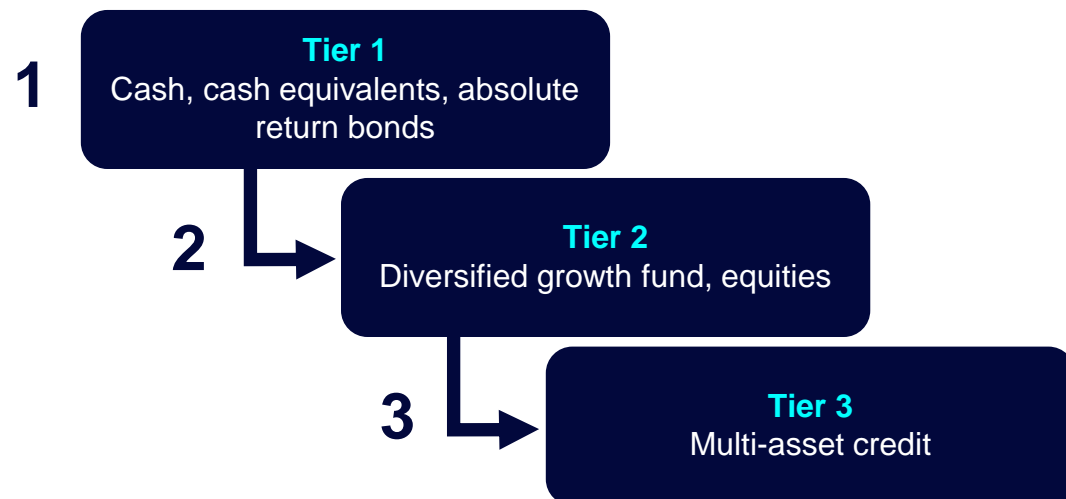 1
Tier 1
Cash, cash equivalents, absolute
return bonds
2
Tier 2
Diversified growth fund, equities
3
Tier 3
Multi-asset credit